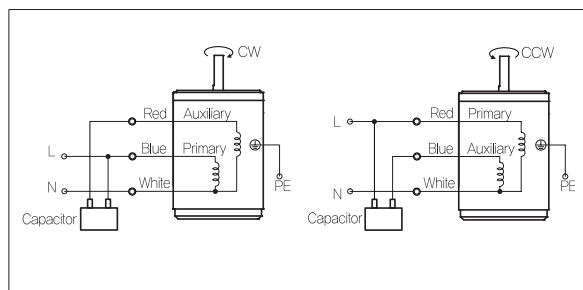 CW
Red Auxiliary
L Blue Primary
N White
PE
Capacitor
CCW
L Red Primary
Blue Auxiliary
N White
PE
Capacitor